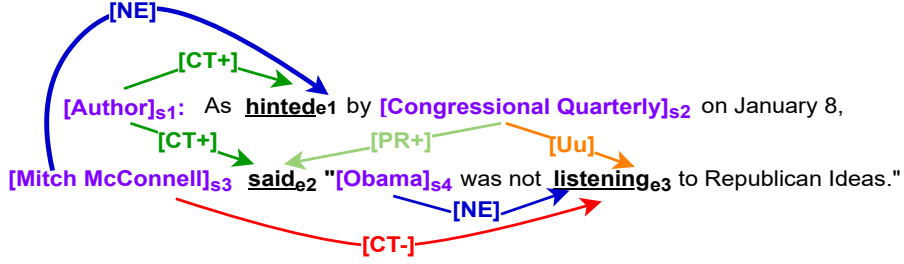 [NE]
[CT+]
[Author]s1: As hintede1 by [Congressional Quarterly]s2 on January 8,
[CT+] [PR+] [Uu]
[Mitch McConnell]s3 saide2 "[Obama]s4 was not listeninge3 to Republican Ideas."
[NE]
[CT-]